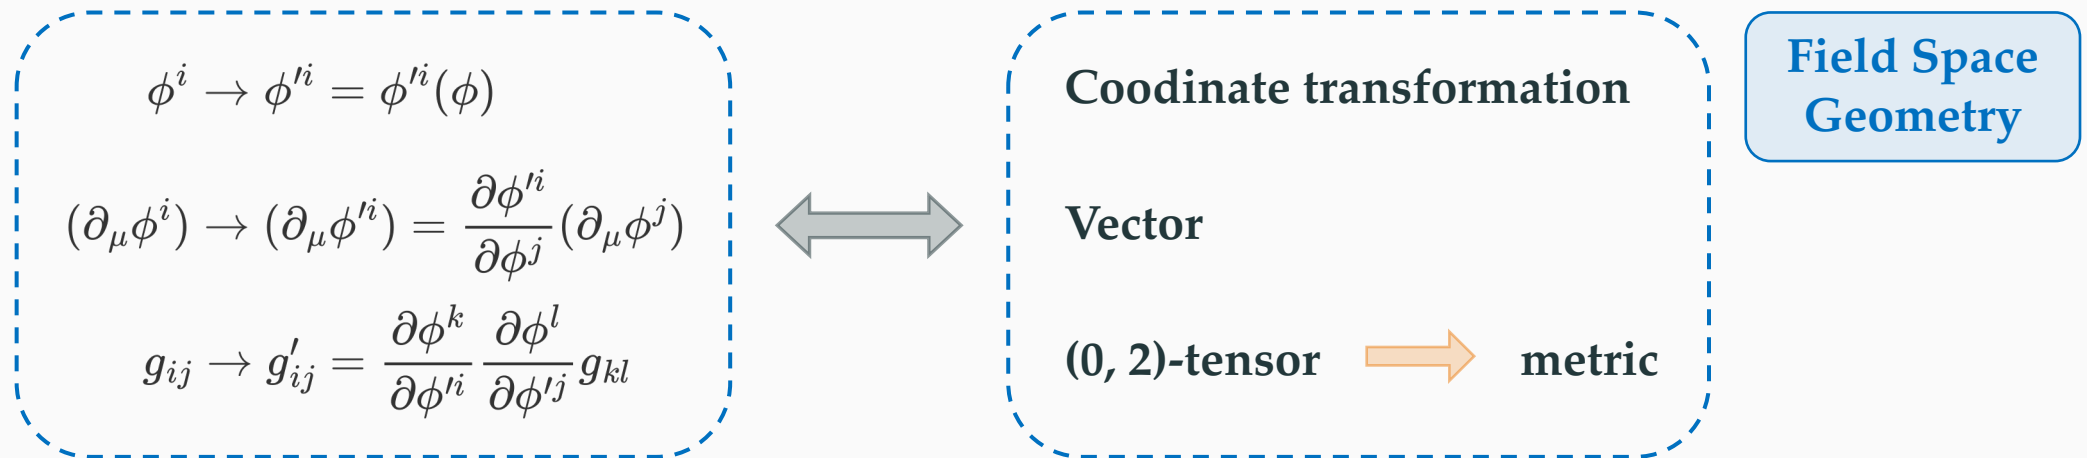 ϕ^i → ϕ'^i = ϕ'^i(ϕ)
(∂_μϕ^i) → (∂_μϕ'^i) = ∂ϕ'^i/∂ϕ^j (∂_μϕ^j)
g_ij → g'_ij = ∂ϕ^k/∂ϕ'^i ∂ϕ^l/∂ϕ'^j g_kl
Coodinate transformation
Vector
(0, 2)-tensor → metric
Field Space
Geometry